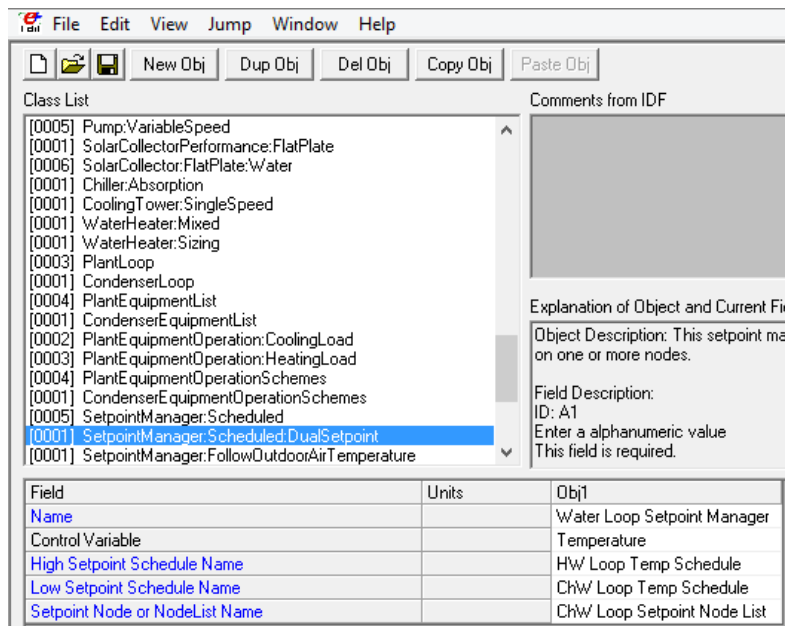 File Edit View Jump Window Help
New Obj Dup Obj Del Obj Copy Obj Paste Obj
Class List
[0005] Pump:VariableSpeed
[0001] SolarCollectorPerformance:FlatPlate
[0006] SolarCollector:FlatPlate:Water
[0001] Chiller:Absorption
[0001] CoolingTower:SingleSpeed
[0001] WaterHeater:Mixed
[0001] WaterHeater:Sizing
[0003] PlantLoop
[0001] CondenserLoop
[0004] PlantEquipmentList
[0001] CondenserEquipmentList
[0002] PlantEquipmentOperation:CoolingLoad
[0003] PlantEquipmentOperation:HeatingLoad
[0004] PlantEquipmentOperationSchemes
[0001] CondenserEquipmentOperationSchemes
[0005] SetpointManager:Scheduled
[0001] SetpointManager:Scheduled:DualSetpoint
[0001] SetpointManager:FollowOutdoorAirTemperature
Comments from IDF
Explanation of Object and Current Fi
Object Description: This setpoint ma
on one or more nodes.
Field Description:
ID: A1
Enter a alphanumeric value
This field is required.
Field Units Obj1
Name Water Loop Setpoint Manager
Control Variable Temperature
High Setpoint Schedule Name HW Loop Temp Schedule
Low Setpoint Schedule Name ChW Loop Temp Schedule
Setpoint Node or NodeList Name ChW Loop Setpoint Node List